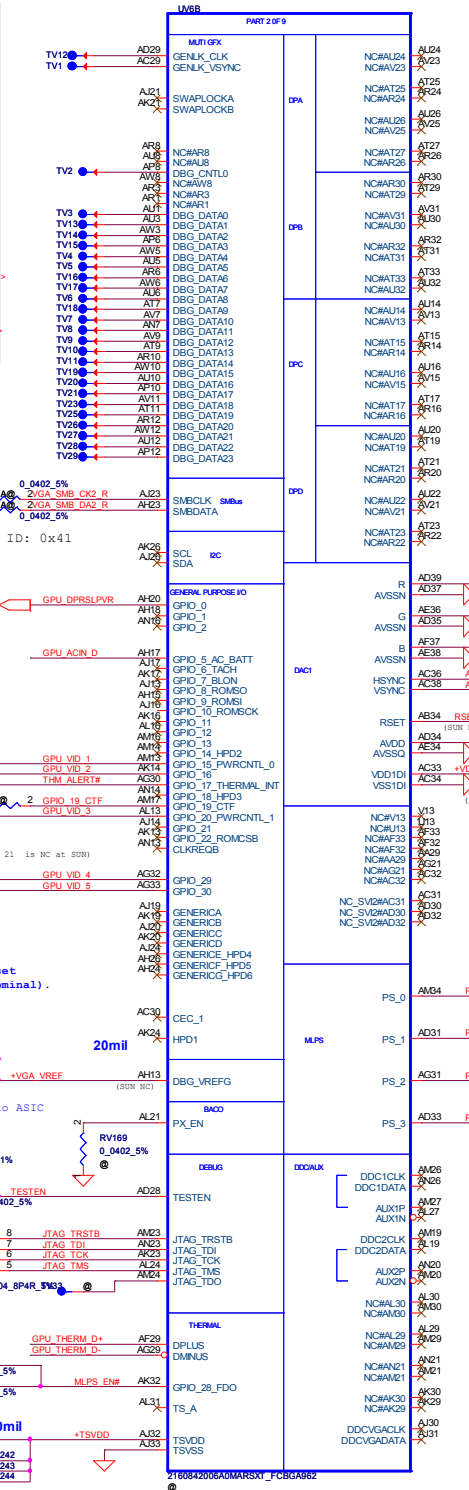 UV6B
PART 2 OF 9
MUTI GFX
TV12 AD29 GENLK_CLK
TV1 AC29 GENLK_VSYNC
AJ21 SWAPLOCKA
AK21 SWAPLOCKB
AR8 NC#AR8
AU8 NC#AU8
TV2 AP8 DBG_CNTL0
AW8 NC#AW8
AR3 NC#AR3
AR1 NC#AR1
TV3 AU1 DBG_DATA0
TV13 AU3 DBG_DATA1
TV14 AW3 DBG_DATA2
TV15 AP6 DBG_DATA3
TV4 AW5 DBG_DATA4
TV5 AU5 DBG_DATA5
TV16 AR6 DBG_DATA6
TV17 AW6 DBG_DATA7
TV6 AU6 DBG_DATA8
TV18 AT7 DBG_DATA9
TV7 AV7 DBG_DATA10
TV8 AN7 DBG_DATA11
TV9 AV9 DBG_DATA12
TV10 AT9 DBG_DATA13
TV11 AR10 DBG_DATA14
TV19 AW10 DBG_DATA15
TV20 AU10 DBG_DATA16
TV21 AP10 DBG_DATA17
TV23 AV11 DBG_DATA18
TV25 AT11 DBG_DATA19
TV26 AR12 DBG_DATA20
TV27 AW12 DBG_DATA21
TV28 AU12 DBG_DATA22
TV29 AP12 DBG_DATA23
0_0402_5%
A@ 2 VGA_SMB_CK2_R AJ23 SMBCLK SMBus
A@ 2 VGA_SMB_DA2_R AH23 SMBDATA
0_0402_5%
ID: 0x41
AK26 SCL I2C
AJ26 SDA
GENERAL PURPOSE I/O
GPU_DPRSLPVR AH20 GPIO_0
AH18 GPIO_1
AN16 GPIO_2
GPU_ACIN_D AH17 GPIO_5_AC_BATT
AJ17 GPIO_6_TACH
AK17 GPIO_7_BLON
AJ13 GPIO_8_ROMSO
AH15 GPIO_9_ROMSI
AJ16 GPIO_10_ROMSCK
AK16 GPIO_11
AL16 GPIO_12
AM16 GPIO_13
AM14 GPIO_14_HPD2
GPU_VID_1 AM13 GPIO_15_PWRCNTL_0
GPU_VID_2 AK14 GPIO_16
THM_ALERT# AG30 GPIO_17_THERMAL_INT
AN14 GPIO_18_HPD3
@ 2 GPIO_19_CTF AM17 GPIO_19_CTF
GPU_VID_3 AL13 GPIO_20_PWRCNTL_1
AJ14 GPIO_21
AK13 GPIO_22_ROMCSB
AN13 CLKREQB
21 is NC at SUN)
GPU_VID_4 AG32 GPIO_29
GPU_VID_5 AG33 GPIO_30
AJ19 GENERICA
AK19 GENERICB
AJ20 GENERICC
AK20 GENERICD
AJ24 GENERICE_HPD4
AH26 GENERICF_HPD5
AH24 GENERICG_HPD6
set
ominal).
AC30 CEC_1
AK24 HPD1
20mil
+VGA_VREF AH13 DBG_VREFG
(SUN NC)
o ASIC
BACO
AL21 PX_EN
2
RV169
0_0402_5%
@
1%
DEBUG
TESTEN AD28 TESTEN
402_5%
8 JTAG_TRSTB AM23 JTAG_TRSTB
7 JTAG_TDI AN23 JTAG_TDI
6 JTAG_TCK AK23 JTAG_TCK
5 JTAG_TMS AL24 JTAG_TMS
04_8P4R_5% TV33 @ AM24 JTAG_TDO
THERMAL
GPU_THERM_D+ AF29 DPLUS
GPU_THERM_D- AG29 DMINUS
_5%
MLPS_EN# AK32 GPIO_28_FDO
_5%
AL31 TS_A
0mil
+TSVDD AJ32 TSVDD
AJ33 TSVSS
242
243
244
2160842006A0MARSXT_FCBGA962
@
DPA
NC#AU24 AU24
NC#AV23 AV23
NC#AT25 AT25
NC#AR24 AR24
NC#AU26 AU26
NC#AV25 AV25
NC#AT27 AT27
NC#AR26 AR26
DPB
NC#AR30 AR30
NC#AT29 AT29
NC#AV31 AV31
NC#AU30 AU30
NC#AR32 AR32
NC#AT31 AT31
NC#AT33 AT33
NC#AU32 AU32
DPC
NC#AU14 AU14
NC#AV13 AV13
NC#AT15 AT15
NC#AR14 AR14
NC#AU16 AU16
NC#AV15 AV15
NC#AT17 AT17
NC#AR16 AR16
DPD
NC#AU20 AU20
NC#AT19 AT19
NC#AT21 AT21
NC#AR20 AR20
NC#AU22 AU22
NC#AV21 AV21
NC#AT23 AT23
NC#AR22 AR22
DAC1
R AD39
AVSSN AD37
G AE36
AVSSN AD35
B AF37
AVSSN AE38
HSYNC AC36
VSYNC AC38
RSET AB34 RSE
(SUN
AVDD AD34
AVSSQ AE34
VDD1DI AC33 +VD
VSS1DI AC34
NC#V13 V13
NC#U13 U13
NC#AF33 AF33
NC#AF32 AF32
NC#AA29 AA29
NC#AG21 AG21
NC#AC32 AC32
NC_SVI2#AC31 AC31
NC_SVI2#AD30 AD30
NC_SVI2#AD32 AD32
MLPS
PS_0 AM34
PS_1 AD31
PS_2 AG31
PS_3 AD33
DDC/AUX
DDC1CLK AM26
DDC1DATA AN26
AUX1P AM27
AUX1N AL27
DDC2CLK AM19
DDC2DATA AL19
AUX2P AN20
AUX2N AM20
NC#AL30 AL30
NC#AM30 AM30
NC#AL29 AL29
NC#AM29 AM29
NC#AN21 AN21
NC#AM21 AM21
NC#AK30 AK30
NC#AK29 AK29
DDCVGACLK AJ30
DDCVGADATA AJ31